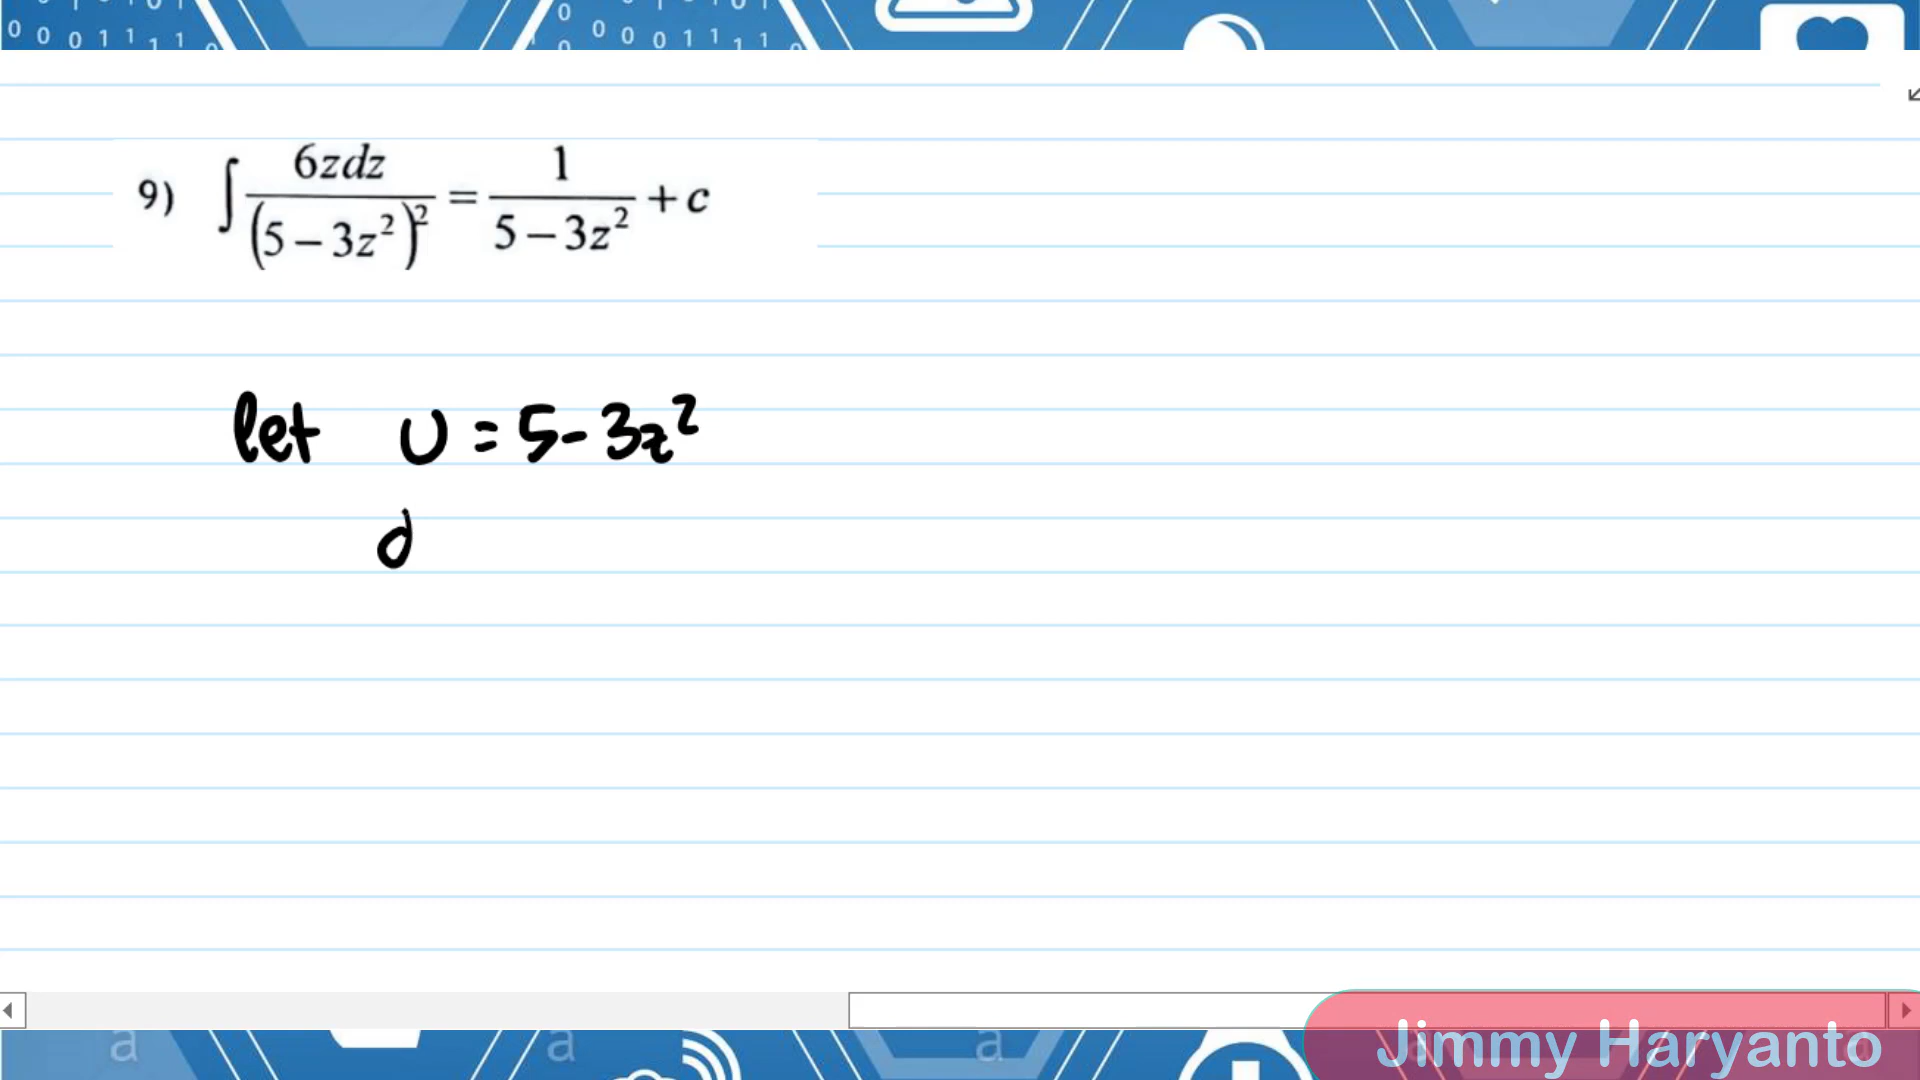 9) ∫ 6zdz / (5 − 3z²)² = 1 / 5 − 3z² + c
let u = 5 - 3z²
d
Jimmy Haryanto